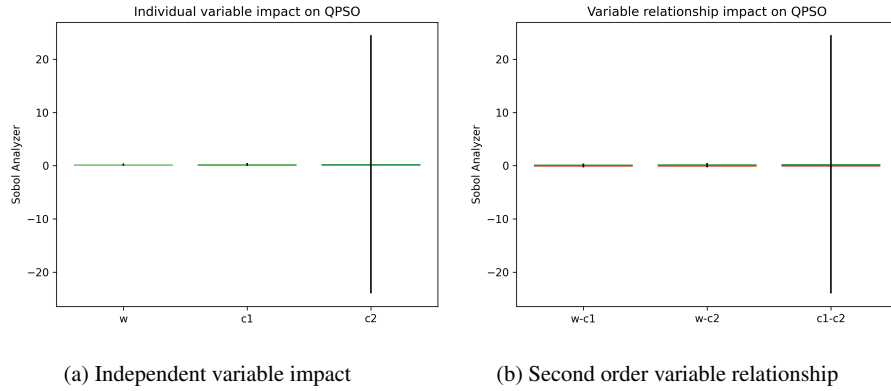 Individual variable impact on QPSO
Sobol Analyzer
20
10
0
−10
−20
w c1 c2
(a) Independent variable impact
Variable relationship impact on QPSO
Sobol Analyzer
20
10
0
−10
−20
w-c1 w-c2 c1-c2
(b) Second order variable relationship